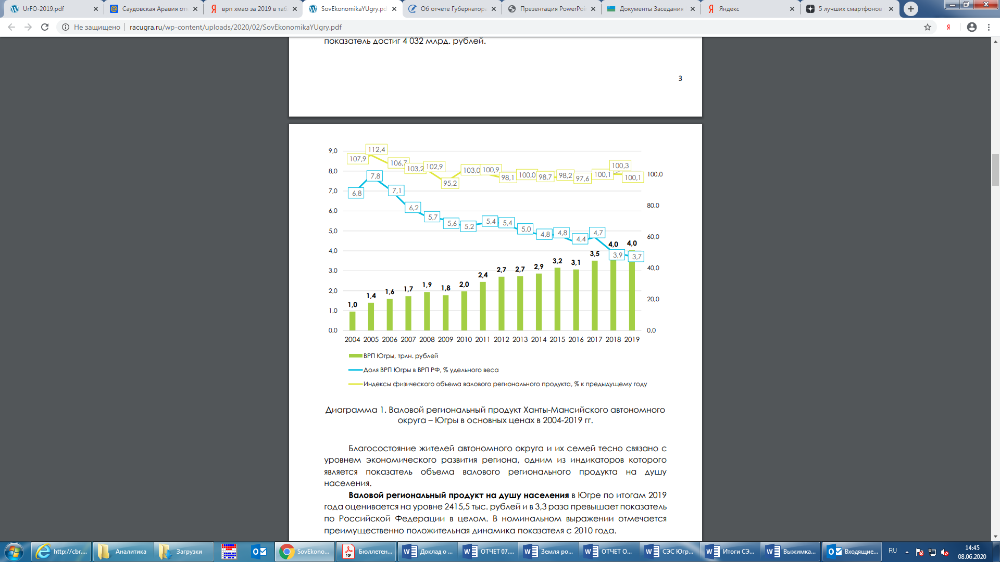 UrFO-2019.pdf
Саудовская Аравия от
врп хмао за 2019 в таб
SovEkonomikaYUgry.pd
Об отчете Губернатора
Презентация PowerPoi
Документы Заседания
Яндекс
5 лучших смартфонов
Не защищено
racugra.ru/wp-content/uploads/2020/02/SovEkonomikaYUgry.pdf
показатель достиг 4 032 млрд. рублей.
3
9,0
8,0
7,0
6,0
5,0
4,0
3,0
2,0
1,0
0,0
107,9 112,4 106,7 103,2 102,9 95,2 103,0 100,9 98,1 100,0 98,7 98,2 97,6 100,1 100,3 100,1
6,8 7,8 7,1 6,2 5,7 5,6 5,2 5,4 5,4 5,0 4,8 4,8 4,4 4,7 3,9 3,7
1,0 1,4 1,6 1,7 1,9 1,8 2,0 2,4 2,7 2,7 2,9 3,2 3,1 3,5 4,0 4,0
100,0
80,0
60,0
40,0
20,0
0,0
2004 2005 2006 2007 2008 2009 2010 2011 2012 2013 2014 2015 2016 2017 2018 2019
ВРП Югры, трлн. рублей
Доля ВРП Югры в ВРП РФ, % удельного веса
Индексы физического объема валового регионального продукта, % к предыдущему году
Диаграмма 1. Валовой региональный продукт Ханты-Мансийского автономного
округа – Югры в основных ценах в 2004-2019 гг.
Благосостояние жителей автономного округа и их семей тесно связано с
уровнем экономического развития региона, одним из индикаторов которого
является показатель объема валового регионального продукта на душу
населения.
Валовой региональный продукт на душу населения в Югре по итогам 2019
года оценивается на уровне 2415,5 тыс. рублей и в 3,3 раза превышает показатель
по Российской Федерации в целом. В номинальном выражении отмечается
преимущественно положительная динамика показателя с 2010 года.
http://cbr....
Аналитика
Загрузки
SovEkono...
Бюллетен...
Доклад о ...
ОТЧЕТ 07....
Земля ро...
ОТЧЕТ О...
СЭС Югр...
Итоги СЭ...
Выжимка...
Входящие...
RU
14:45
08.06.2020